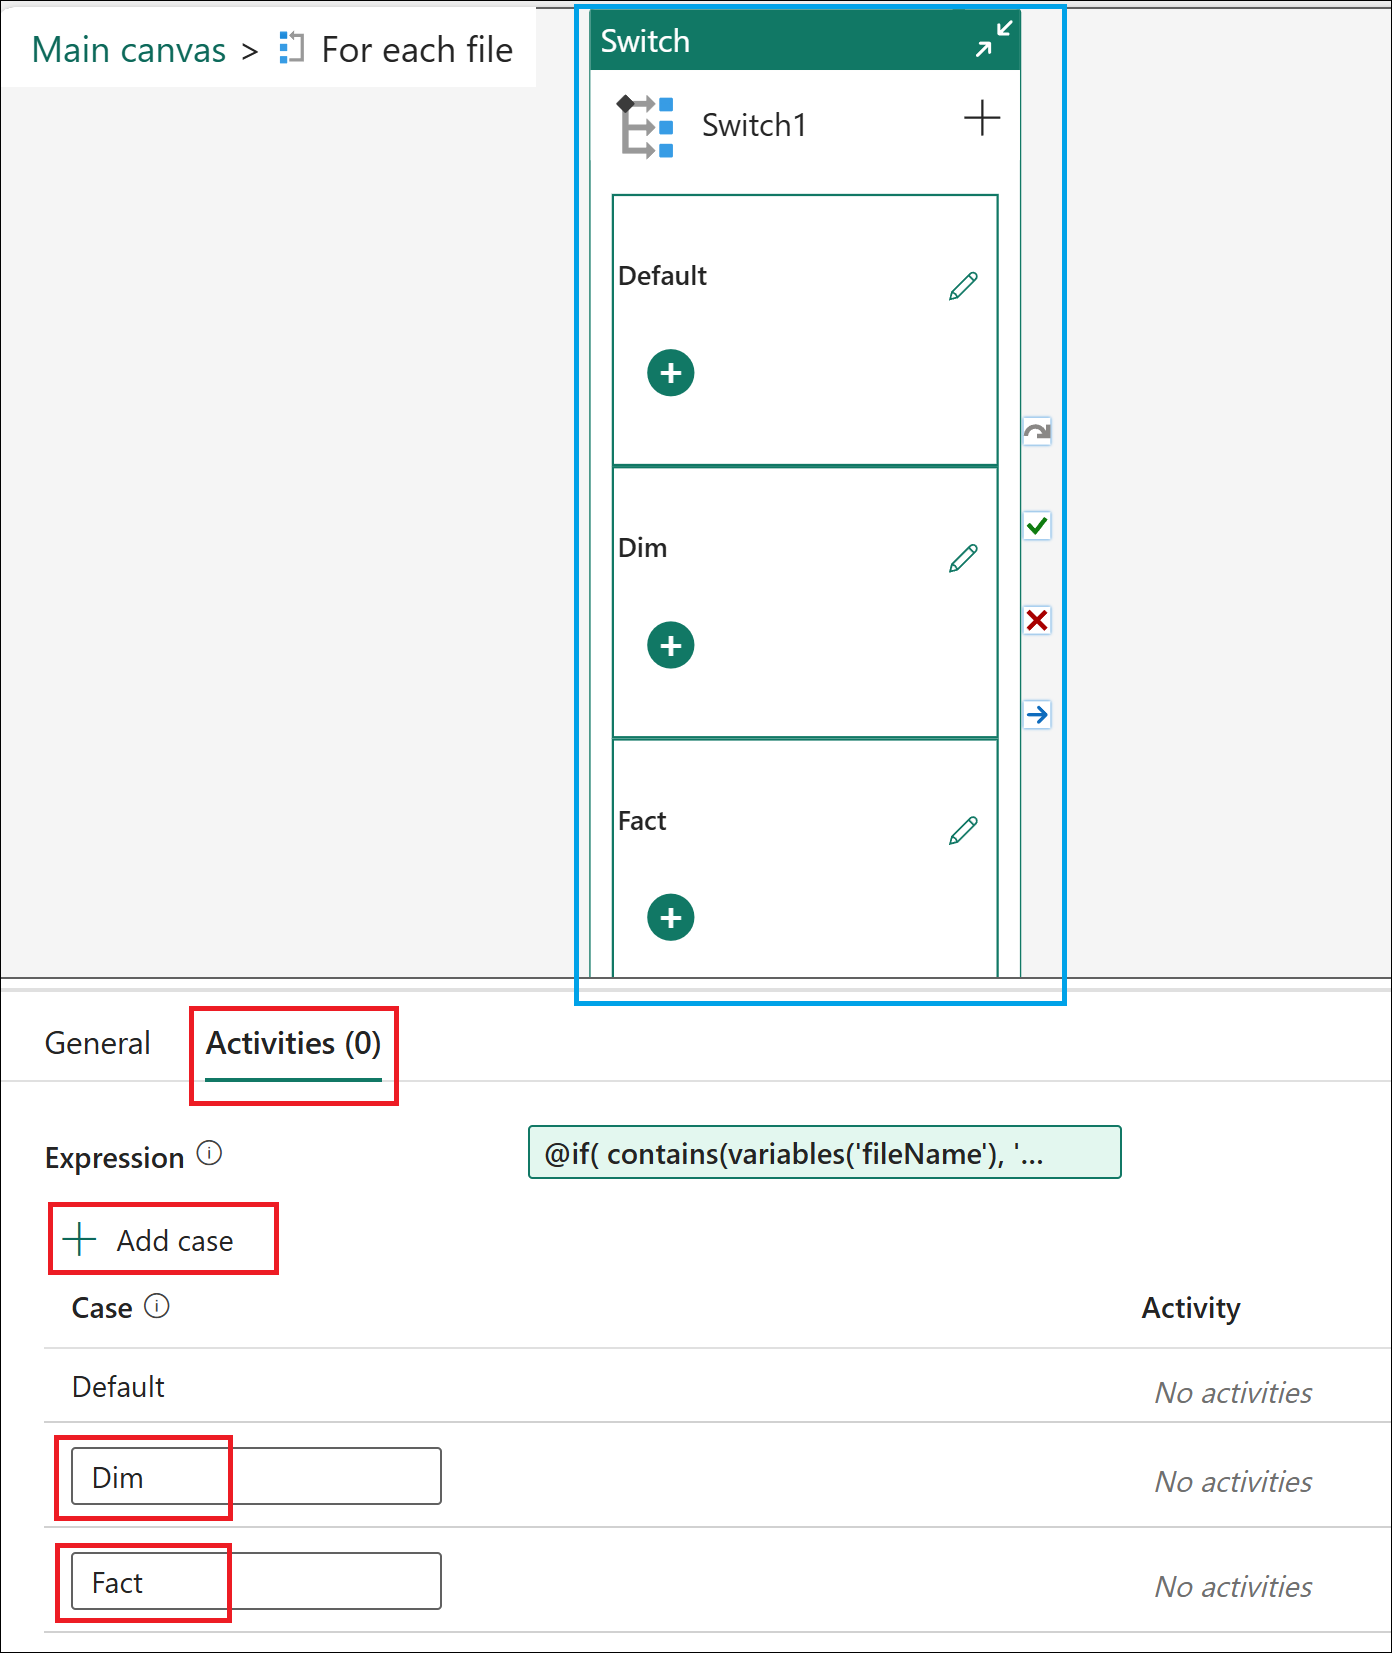 Main canvas > For each file
Switch
Switch1
Default
Dim
Fact
General
Activities (0)
Expression
@if( contains(variables('fileName'), '...
Add case
Case
Activity
Default
No activities
Dim
No activities
Fact
No activities